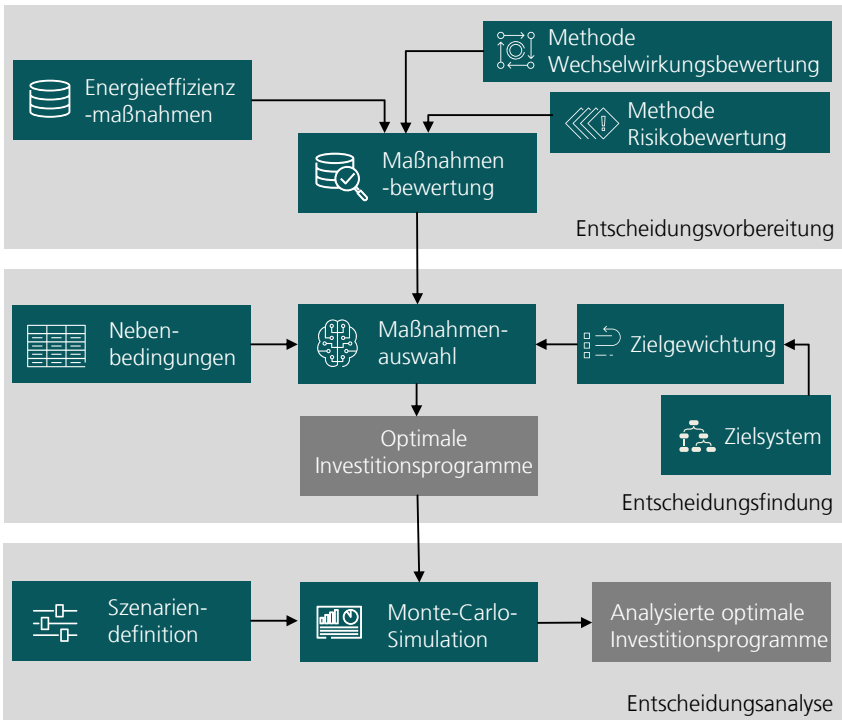 Methode
Wechselwirkungsbewertung
Energieeffizienz
-maßnahmen
Methode
Risikobewertung
Maßnahmen
-bewertung
Entscheidungsvorbereitung
Neben-
bedingungen
Maßnahmen-
auswahl
Zielgewichtung
Optimale
Investitionsprogramme
Zielsystem
Entscheidungsfindung
Szenarien-
definition
Monte-Carlo-
Simulation
Analysierte optimale
Investitionsprogramme
Entscheidungsanalyse